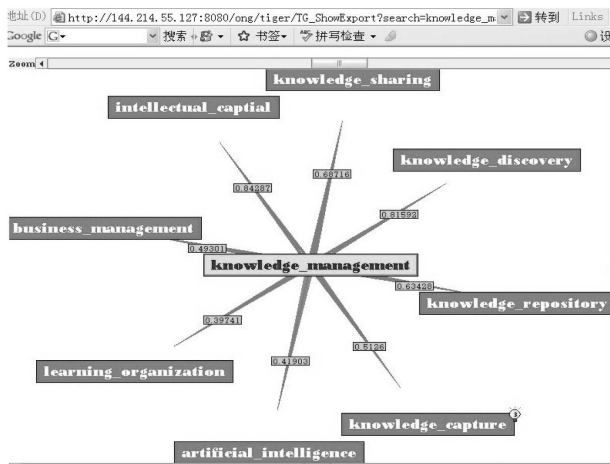 地址(D) http://144.214.55.127:8080/ong/tiger/TG_ShowExport?search=knowledge_m 转到 Links
Google G 搜索 书签 拼写检查 设
Zoom
knowledge_sharing
intellectual_captial
0.68716
knowledge_discovery
0.84287
0.81592
business_management
0.49301
knowledge_management
0.63428
knowledge_repository
0.39741
0.5126
learning_organization
0.41903
knowledge_capture
artificial_intelligence